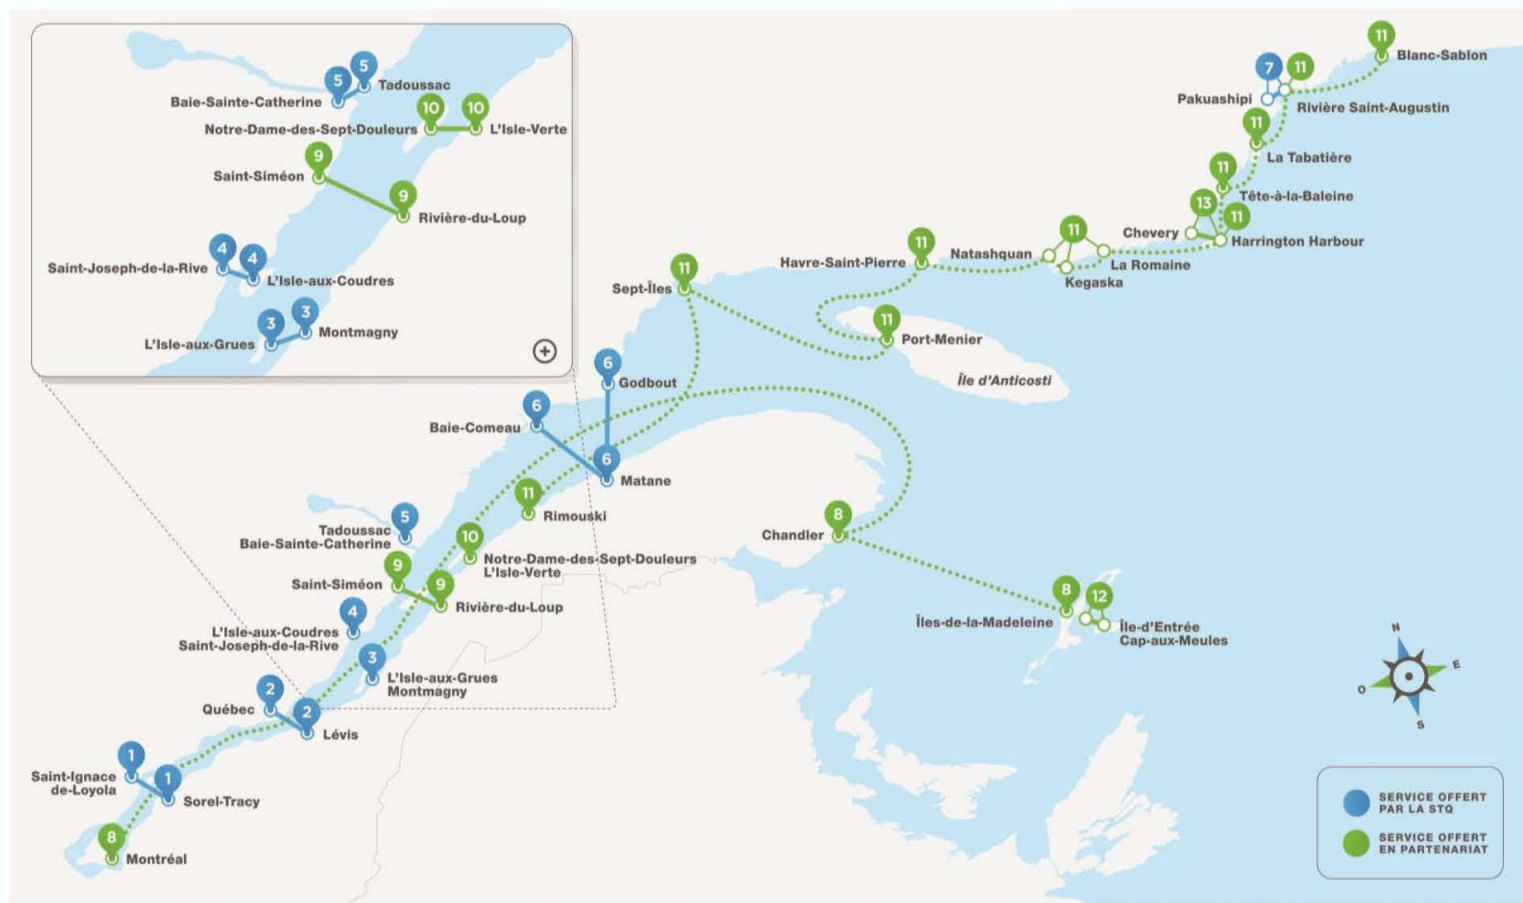 5
5
Tadoussac
Baie-Sainte-Catherine
10
10
Notre-Dame-des-Sept-Douleurs
L'Isle-Verte
9
Saint-Siméon
9
Rivière-du-Loup
4
4
Saint-Joseph-de-la-Rive
L'Isle-aux-Coudres
3
3
Montmagny
L'Isle-aux-Grues
11
Blanc-Sablon
7
11
Pakuashipi
Rivière Saint-Augustin
11
La Tabatière
11
Tête-à-la-Baleine
13
11
Chevery
Harrington Harbour
11
Natashquan
La Romaine
Kegaska
11
Havre-Saint-Pierre
11
Sept-Îles
11
Port-Menier
Île d'Anticosti
6
Godbout
6
Baie-Comeau
6
Matane
11
Rimouski
8
Chandler
5
Tadoussac
Baie-Sainte-Catherine
10
Notre-Dame-des-Sept-Douleurs
L'Isle-Verte
9
Saint-Siméon
9
Rivière-du-Loup
8
12
Îles-de-la-Madeleine
Île-d'Entrée
Cap-aux-Meules
4
L'Isle-aux-Coudres
Saint-Joseph-de-la-Rive
3
L'Isle-aux-Grues
Montmagny
2
Québec
2
Lévis
1
Saint-Ignace
de-Loyola
1
Sorel-Tracy
8
Montréal
N
E
O
S
SERVICE OFFERT
PAR LA STQ
SERVICE OFFERT
EN PARTENARIAT